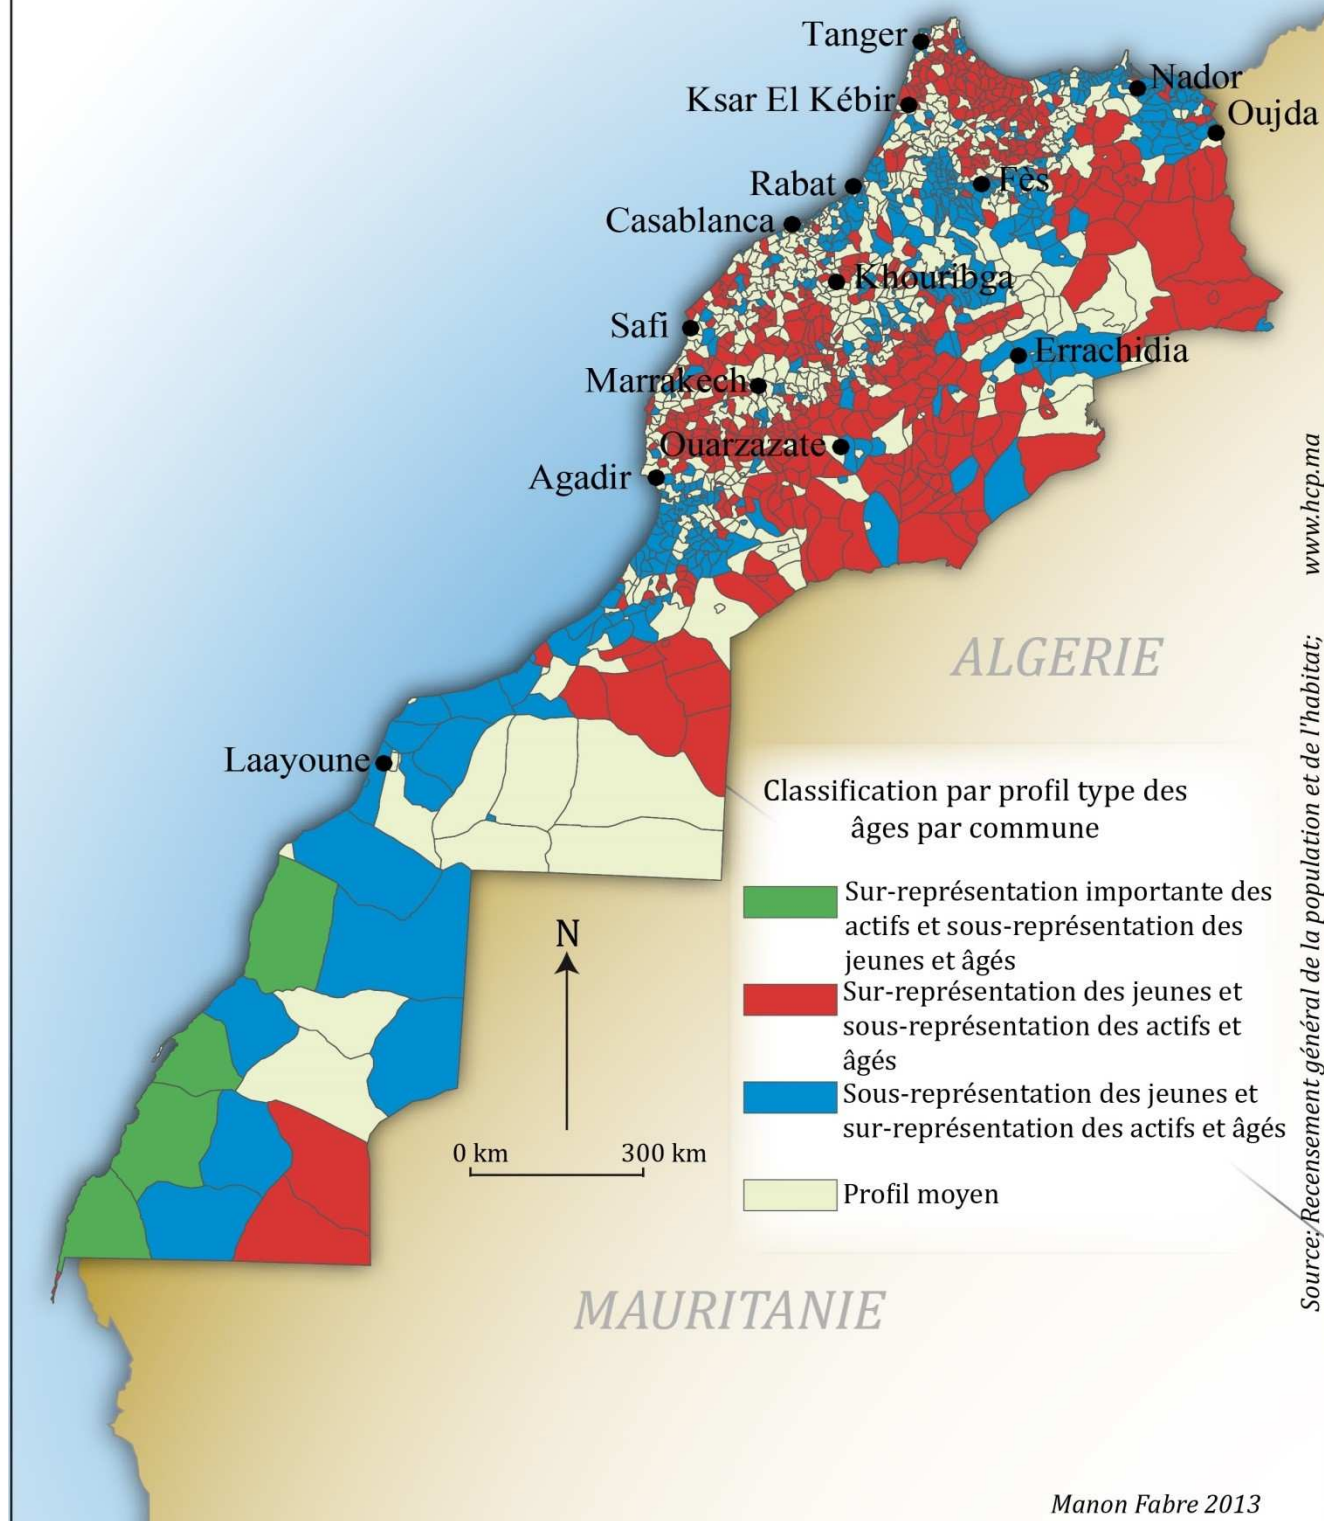 Tanger
Nador
Ksar El Kébir
Oujda
Rabat
Fès
Casablanca
Khouribga
Safi
Errachidia
Marrakech
Ouarzazate
Agadir
ALGERIE
Laayoune
Classification par profil type des
âges par commune
Sur-représentation importante des
actifs et sous-représentation des
jeunes et âgés
Sur-représentation des jeunes et
sous-représentation des actifs et
âgés
Sous-représentation des jeunes et
sur-représentation des actifs et âgés
Profil moyen
N
0 km 300 km
MAURITANIE
Source: Recensement général de la population et de l'habitat; www.hcp.ma
Manon Fabre 2013